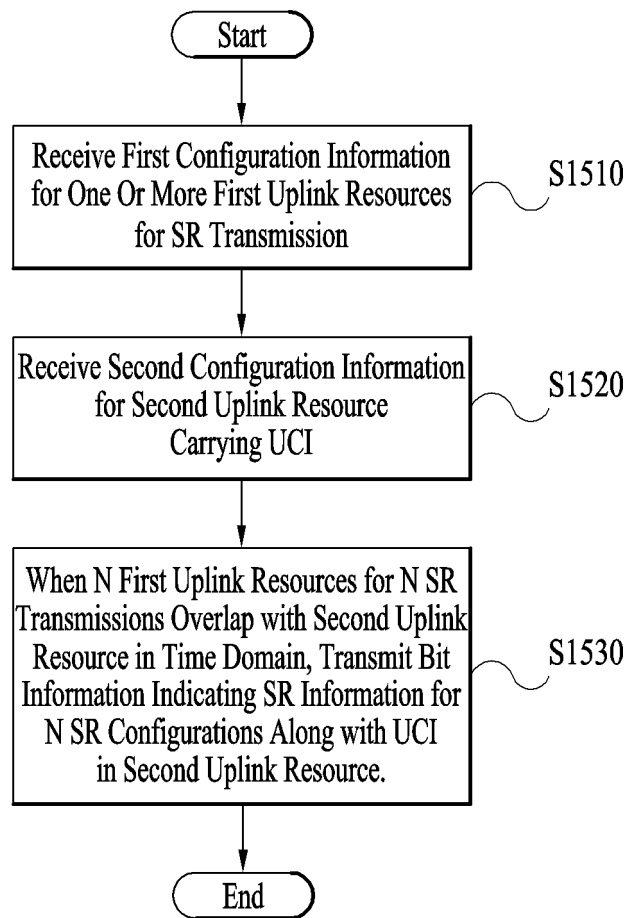 Start
Receive First Configuration Information
for One Or More First Uplink Resources
for SR Transmission
S1510
Receive Second Configuration Information
for Second Uplink Resource
Carrying UCI
S1520
When N First Uplink Resources for N SR
Transmissions Overlap with Second Uplink
Resource in Time Domain, Transmit Bit
Information Indicating SR Information for
N SR Configurations Along with UCI
in Second Uplink Resource.
S1530
End